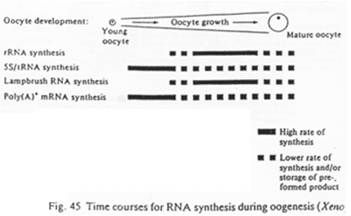 Oocyte development:
Oocyte growth
Young
oocyte
Mature oocyte
rRNA synthesis
5S/tRNA synthesis
Lampbrush RNA synthesis
Poly(A)⁺ mRNA synthesis
High rate of
synthesis
Lower rate of
synthesis and/or
storage of pre-
formed product
Fig. 45 Time courses for RNA synthesis during oogenesis (Xeno